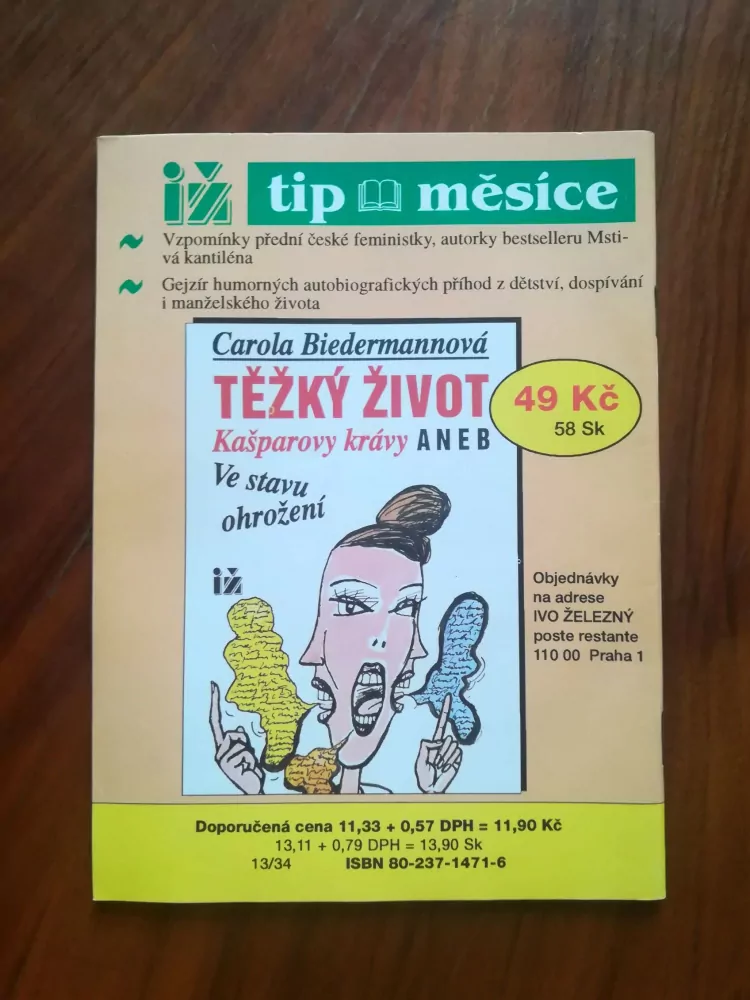 iž tip měsíce
Vzpomínky přední české feministky, autorky bestselleru Msti-
vá kantiléna
Gejzír humorných autobiografických příhod z dětství, dospívání
i manželského života
Carola Biedermannová
TĚŽKÝ ŽIVOT
Kašparovy krávy ANEB
Ve stavu
ohrožení
49 Kč
58 Sk
iž
Objednávky
na adrese
IVO ŽELEZNÝ
poste restante
110 00 Praha 1
Doporučená cena 11,33 + 0,57 DPH = 11,90 Kč
13,11 + 0,79 DPH = 13,90 Sk
13/34 ISBN 80-237-1471-6